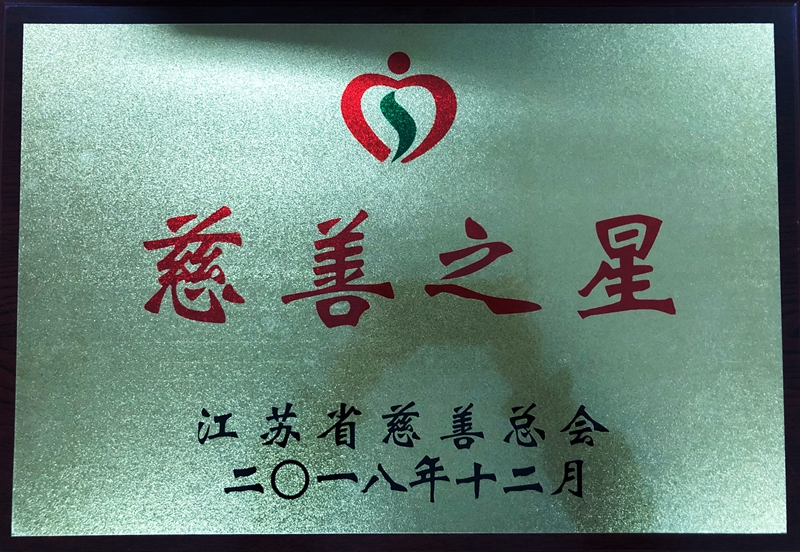 慈善之星
江苏省慈善总会
二〇一八年十二月